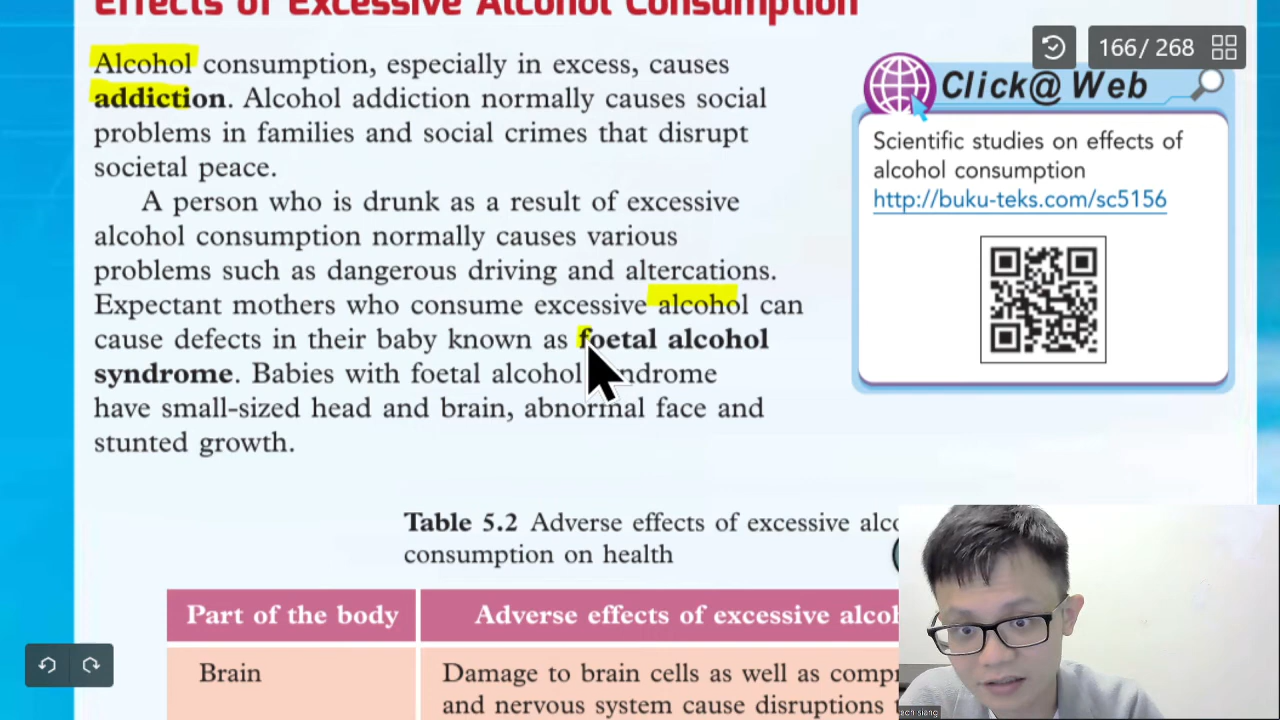 Effects of Excessive Alcohol Consumption
Alcohol consumption, especially in excess, causes
addiction. Alcohol addiction normally causes social
problems in families and social crimes that disrupt
societal peace.
A person who is drunk as a result of excessive
alcohol consumption normally causes various
problems such as dangerous driving and altercations.
Expectant mothers who consume excessive alcohol can
cause defects in their baby known as foetal alcohol
syndrome. Babies with foetal alcohol
have small-sized head and brain, abnormal face and
stunted growth.
166/ 268
Click@ Web
Scientific studies on effects of
alcohol consumption
http://buku-teks.com/sc5156
Table 5.2 Adverse effects of excessive
consumption on health
Part of the body
Adverse effects of excessive
Brain
Damage to brain cells as well as
and nervous system cause disruptions